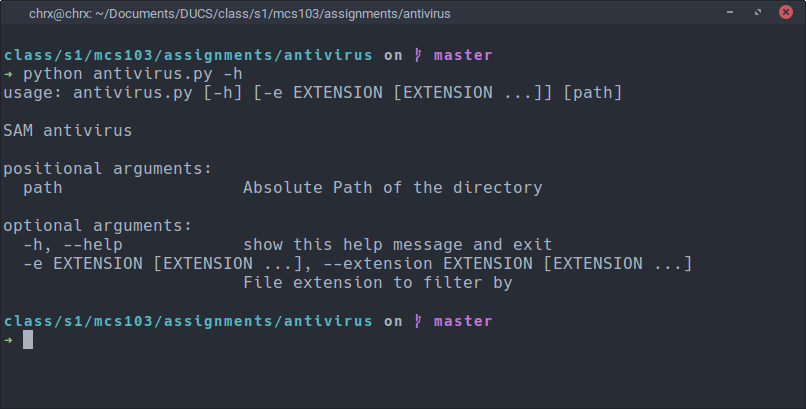 chrx@chrx: ~/Documents/DUCS/class/s1/mcs103/assignments/antivirus
class/s1/mcs103/assignments/antivirus on master
➜ python antivirus.py -h
usage: antivirus.py [-h] [-e EXTENSION [EXTENSION ...]] [path]
SAM antivirus
positional arguments:
path Absolute Path of the directory
optional arguments:
-h, --help show this help message and exit
-e EXTENSION [EXTENSION ...], --extension EXTENSION [EXTENSION ...]
File extension to filter by
class/s1/mcs103/assignments/antivirus on master
➜